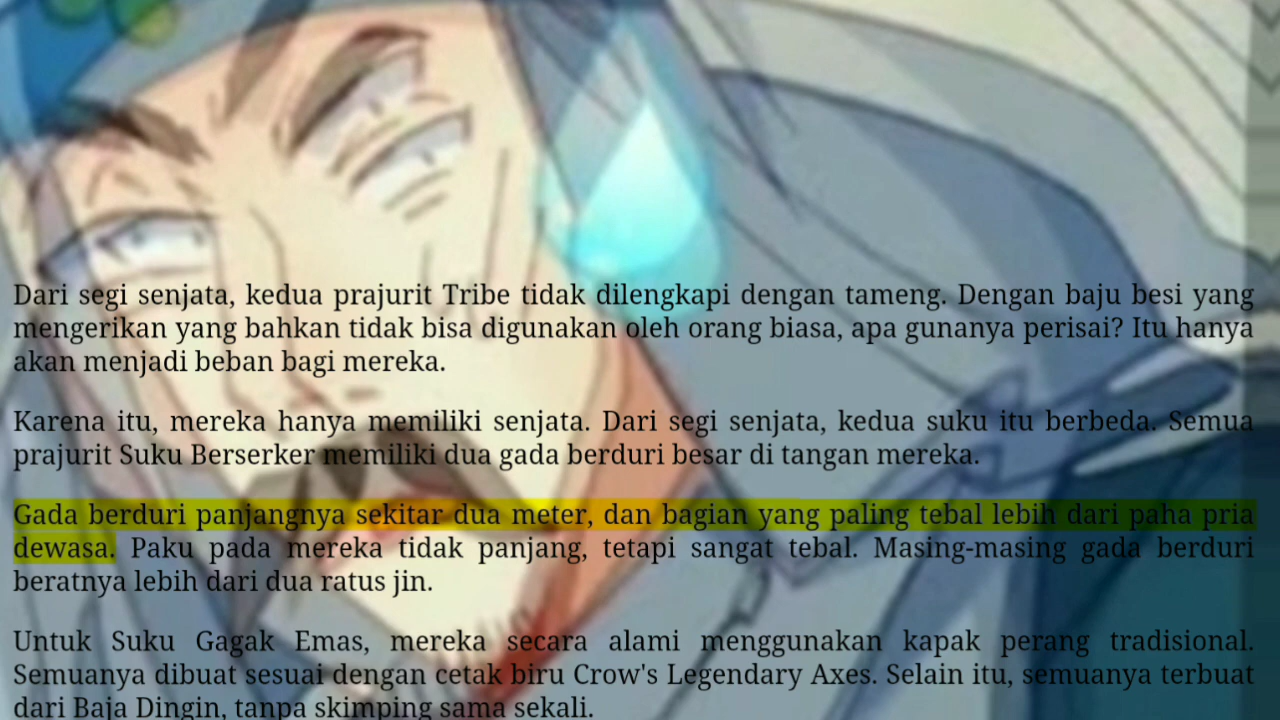 Dari segi senjata, kedua prajurit Tribe tidak dilengkapi dengan tameng. Dengan baju besi yang
mengerikan yang bahkan tidak bisa digunakan oleh orang biasa, apa gunanya perisai? Itu hanya
akan menjadi beban bagi mereka.
Karena itu, mereka hanya memiliki senjata. Dari segi senjata, kedua suku itu berbeda. Semua
prajurit Suku Berserker memiliki dua gada berduri besar di tangan mereka.
Gada berduri panjangnya sekitar dua meter, dan bagian yang paling tebal lebih dari paha pria
dewasa. Paku pada mereka tidak panjang, tetapi sangat tebal. Masing-masing gada berduri
beratnya lebih dari dua ratus jin.
Untuk Suku Gagak Emas, mereka secara alami menggunakan kapak perang tradisional.
Semuanya dibuat sesuai dengan cetak biru Crow's Legendary Axes. Selain itu, semuanya terbuat
dari Baja Dingin, tanpa skimping sama sekali.